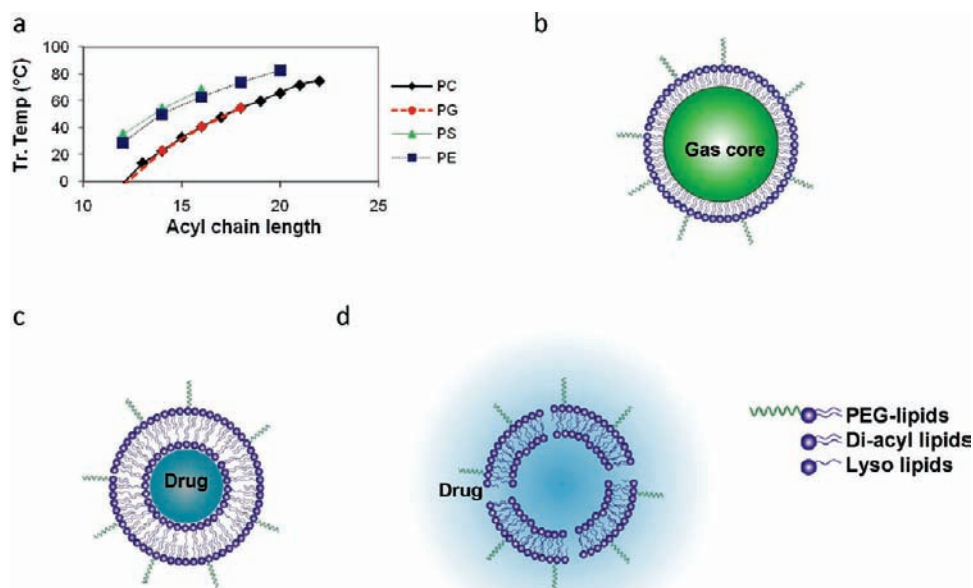 a
100
80
60
40
20
0
Tr. Temp (°C)
10 15 20 25
Acyl chain length
PC
PG
PS
PE
b
Gas core
c
Drug
d
Drug
PEG-lipids
Di-acyl lipids
Lyso lipids